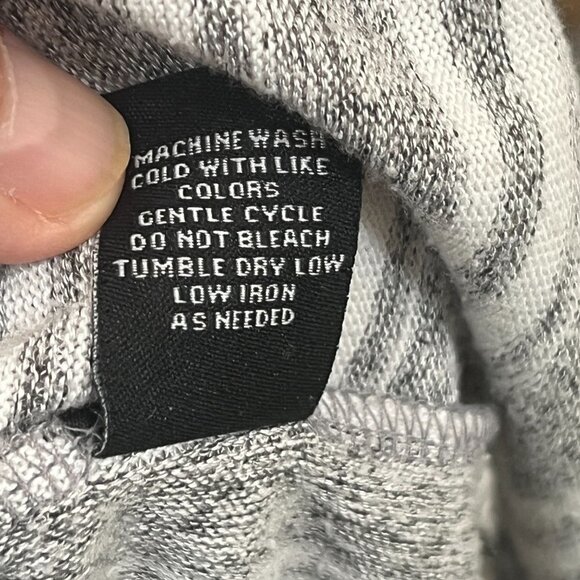 MACHINE WASH
COLD WITH LIKE
COLORS
GENTLE CYCLE
DO NOT BLEACH
TUMBLE DRY LOW
LOW IRON
AS NEEDED